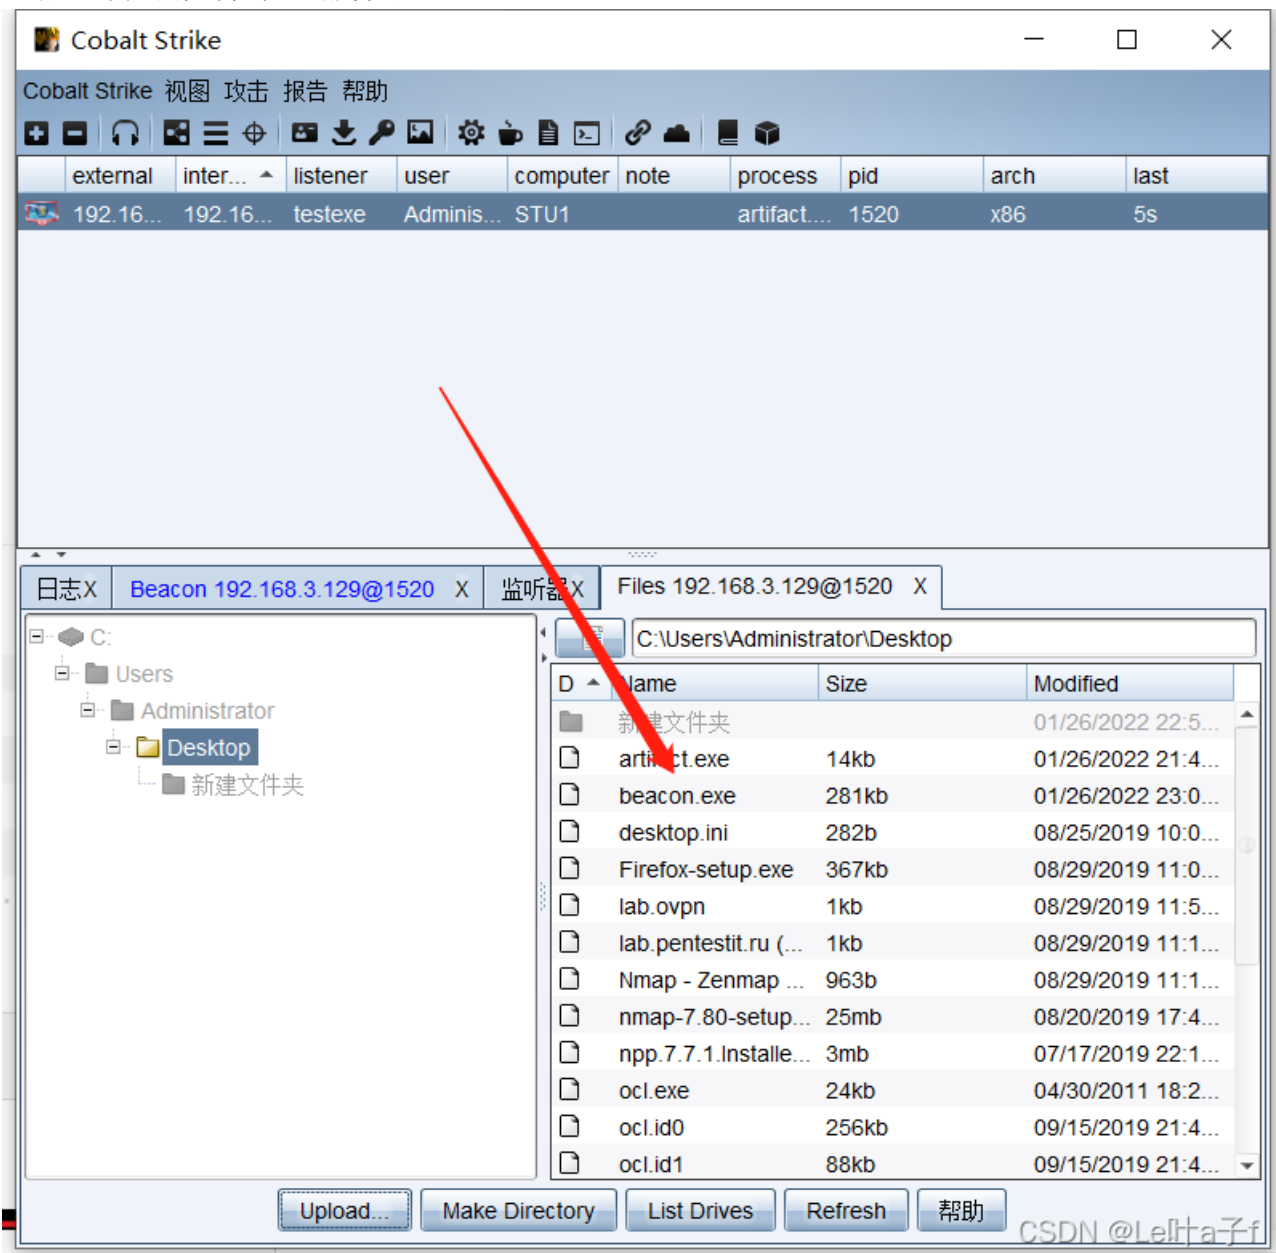 Cobalt Strike
Cobalt Strike 视图 攻击 报告 帮助
external inter... listener user computer note process pid arch last
192.16... 192.16... testexe Adminis... STU1 artifact.... 1520 x86 5s
日志X Beacon 192.168.3.129@1520 X 监听器X Files 192.168.3.129@1520 X
C:
Users
Administrator
Desktop
新建文件夹
C:\Users\Administrator\Desktop
D Name Size Modified
新建文件夹 01/26/2022 22:5...
artifact.exe 14kb 01/26/2022 21:4...
beacon.exe 281kb 01/26/2022 23:0...
desktop.ini 282b 08/25/2019 10:0...
Firefox-setup.exe 367kb 08/29/2019 11:0...
lab.ovpn 1kb 08/29/2019 11:5...
lab.pentestit.ru (... 1kb 08/29/2019 11:1...
Nmap - Zenmap ... 963b 08/29/2019 11:1...
nmap-7.80-setup... 25mb 08/20/2019 17:4...
npp.7.7.1.Installe... 3mb 07/17/2019 22:1...
ocl.exe 24kb 04/30/2011 18:2...
ocl.id0 256kb 09/15/2019 21:4...
ocl.id1 88kb 09/15/2019 21:4...
Upload... Make Directory List Drives Refresh 帮助
CSDN @Le叶a子f